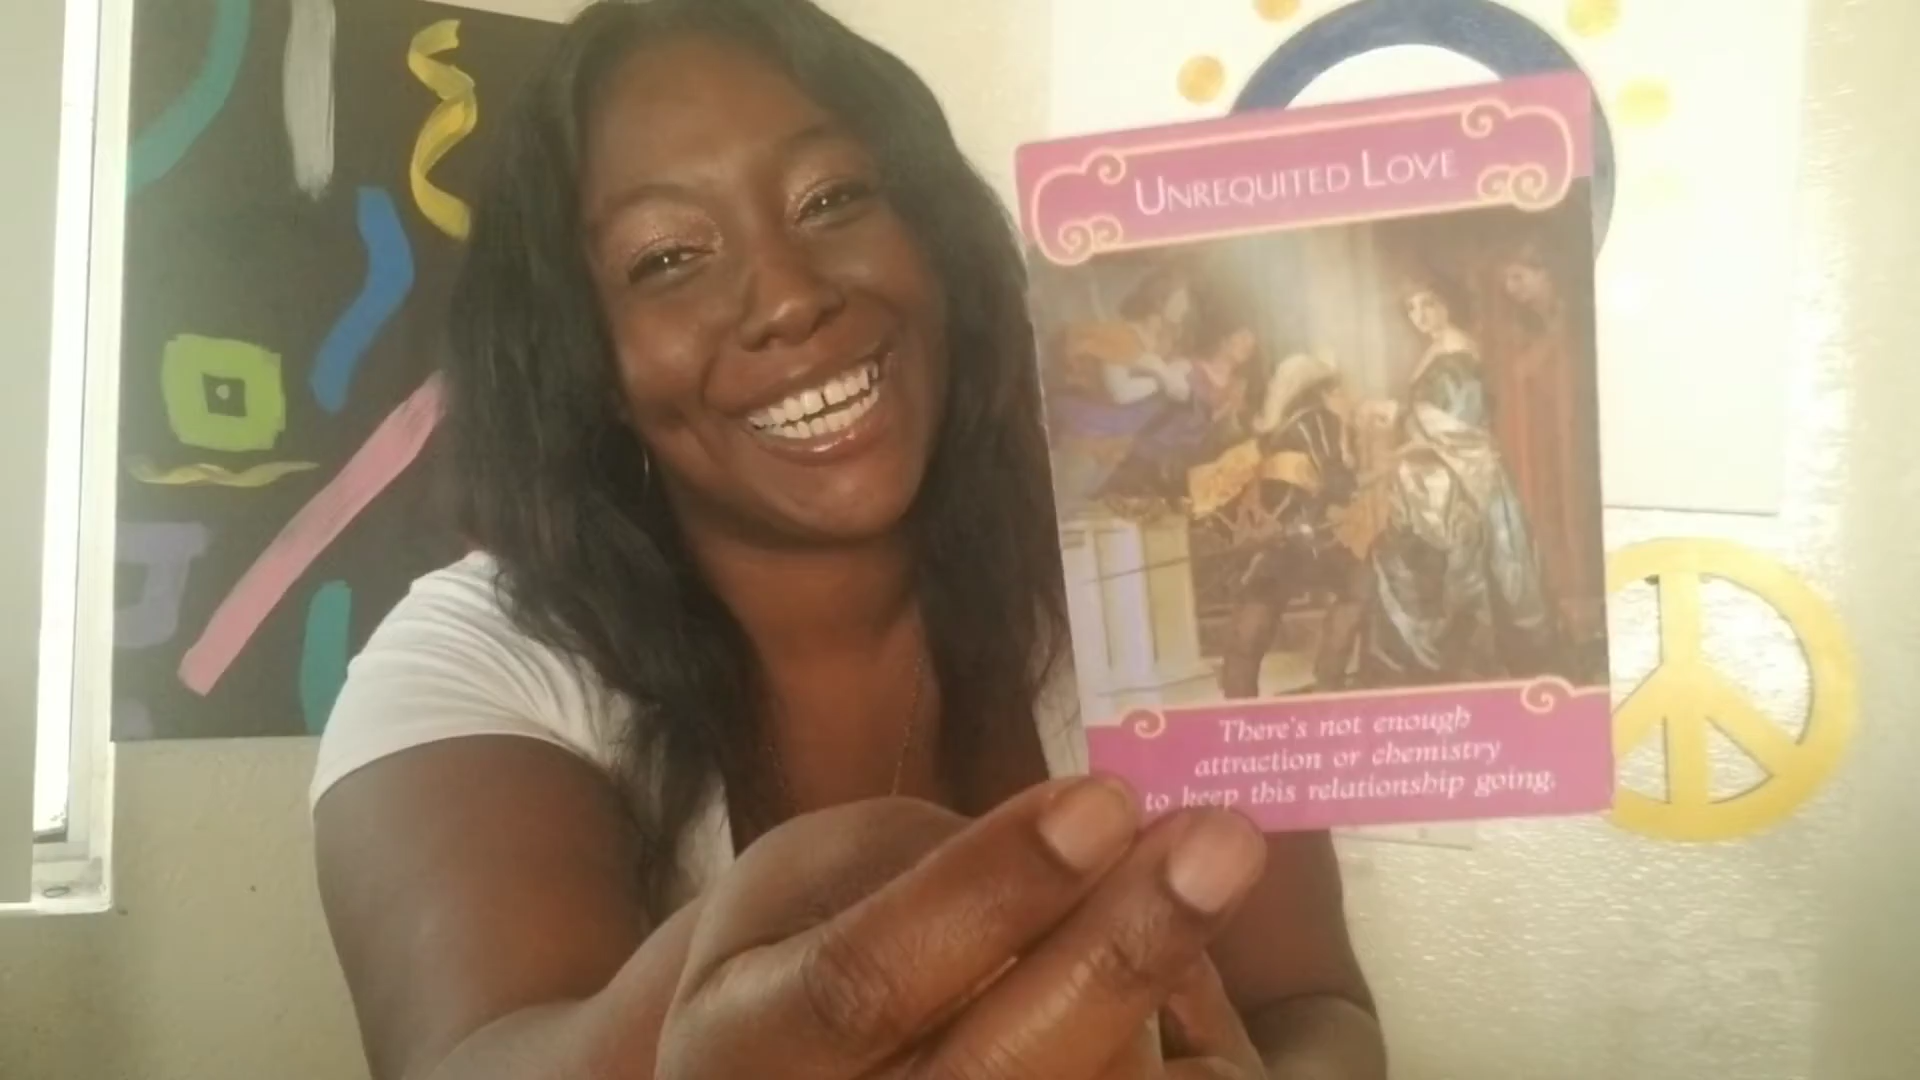 UNREQUITED LOVE
There's not enough
attraction or chemistry
to keep this relationship going.